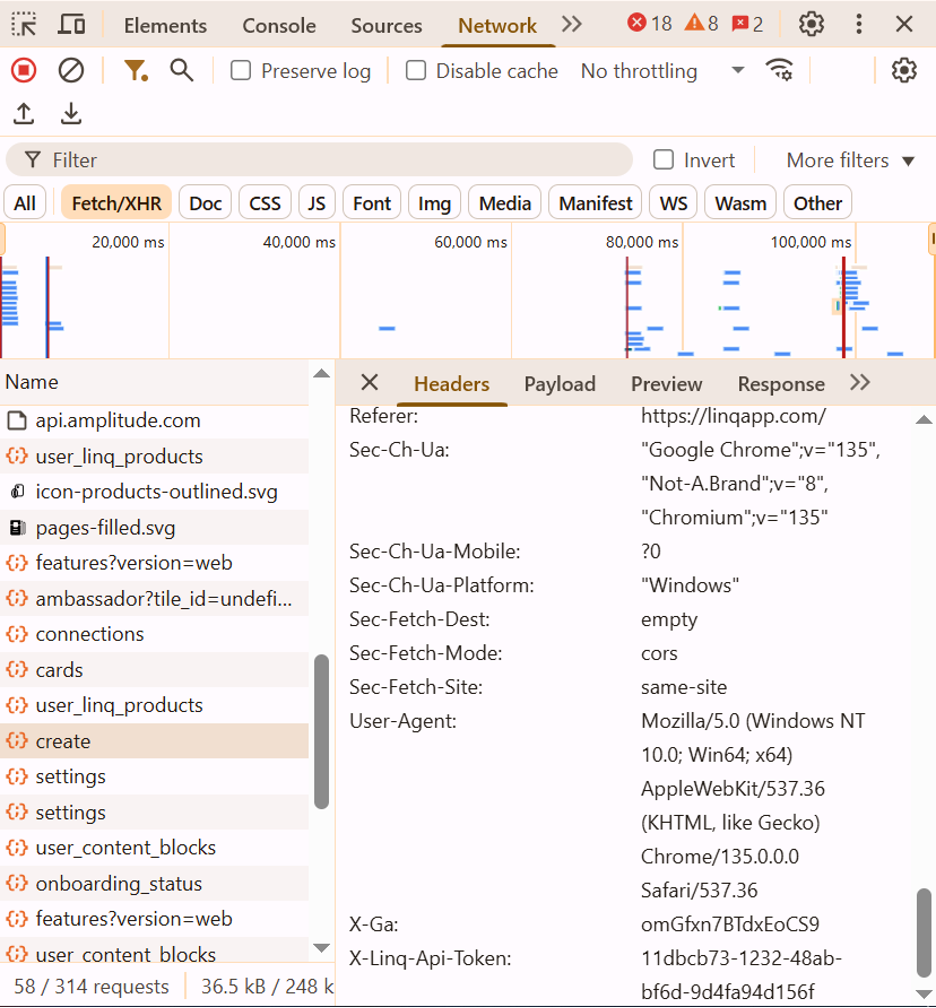 Elements Console Sources Network 18 8 2
Preserve log Disable cache No throttling
Filter Invert More filters
All Fetch/XHR Doc CSS JS Font Img Media Manifest WS Wasm Other
20,000 ms 40,000 ms 60,000 ms 80,000 ms 100,000 ms
Name
api.amplitude.com
user_linq_products
icon-products-outlined.svg
pages-filled.svg
features?version=web
ambassador?tile_id=undefi...
connections
cards
user_linq_products
create
settings
settings
user_content_blocks
onboarding_status
features?version=web
user_content_blocks
58 / 314 requests 36.5 kB / 248 k
Headers Payload Preview Response
Referer: https://linqapp.com/
Sec-Ch-Ua: "Google Chrome";v="135",
"Not-A.Brand";v="8",
"Chromium";v="135"
Sec-Ch-Ua-Mobile: ?0
Sec-Ch-Ua-Platform: "Windows"
Sec-Fetch-Dest: empty
Sec-Fetch-Mode: cors
Sec-Fetch-Site: same-site
User-Agent: Mozilla/5.0 (Windows NT
10.0; Win64; x64)
AppleWebKit/537.36
(KHTML, like Gecko)
Chrome/135.0.0.0
Safari/537.36
X-Ga: omGfxn7BTdxEoCS9
X-Linq-Api-Token: 11dbcb73-1232-48ab-
bf6d-9d4fa94d156f